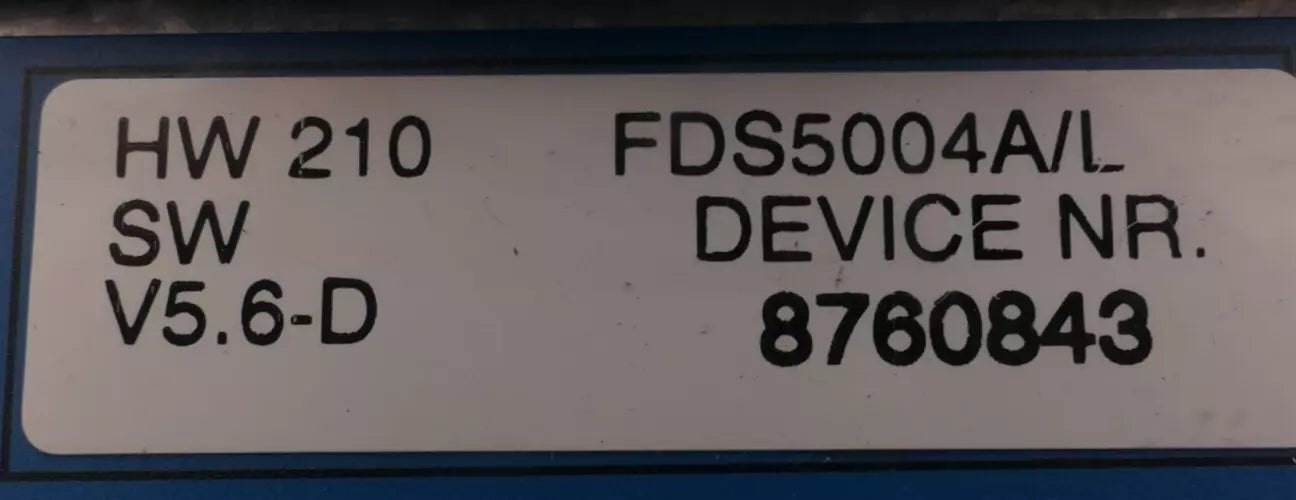 HW 210 FDS5004A/L
SW DEVICE NR.
V5.6-D 8760843